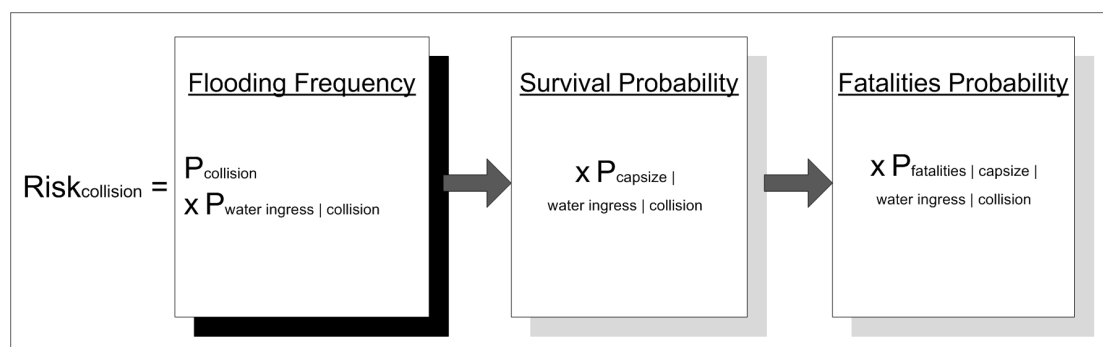 Risk collision =
Flooding Frequency
P collision
x P water ingress | collision
Survival Probability
x P capsize |
water ingress | collision
Fatalities Probability
x P fatalities | capsize |
water ingress | collision